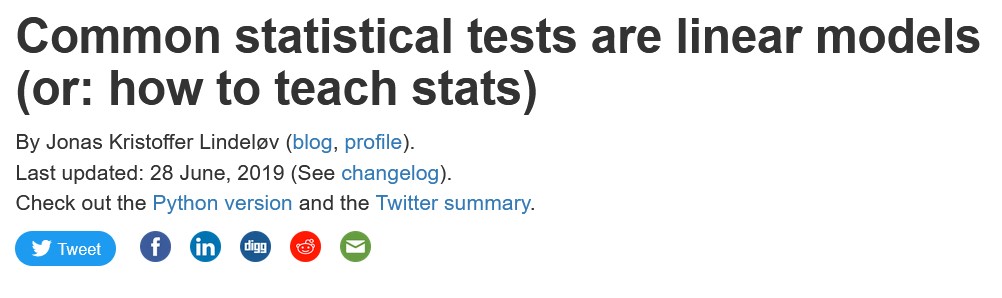 Common statistical tests are linear models
(or: how to teach stats)
By Jonas Kristoffer Lindeløv (blog, profile).
Last updated: 28 June, 2019 (See changelog).
Check out the Python version and the Twitter summary.
Tweet f in digg